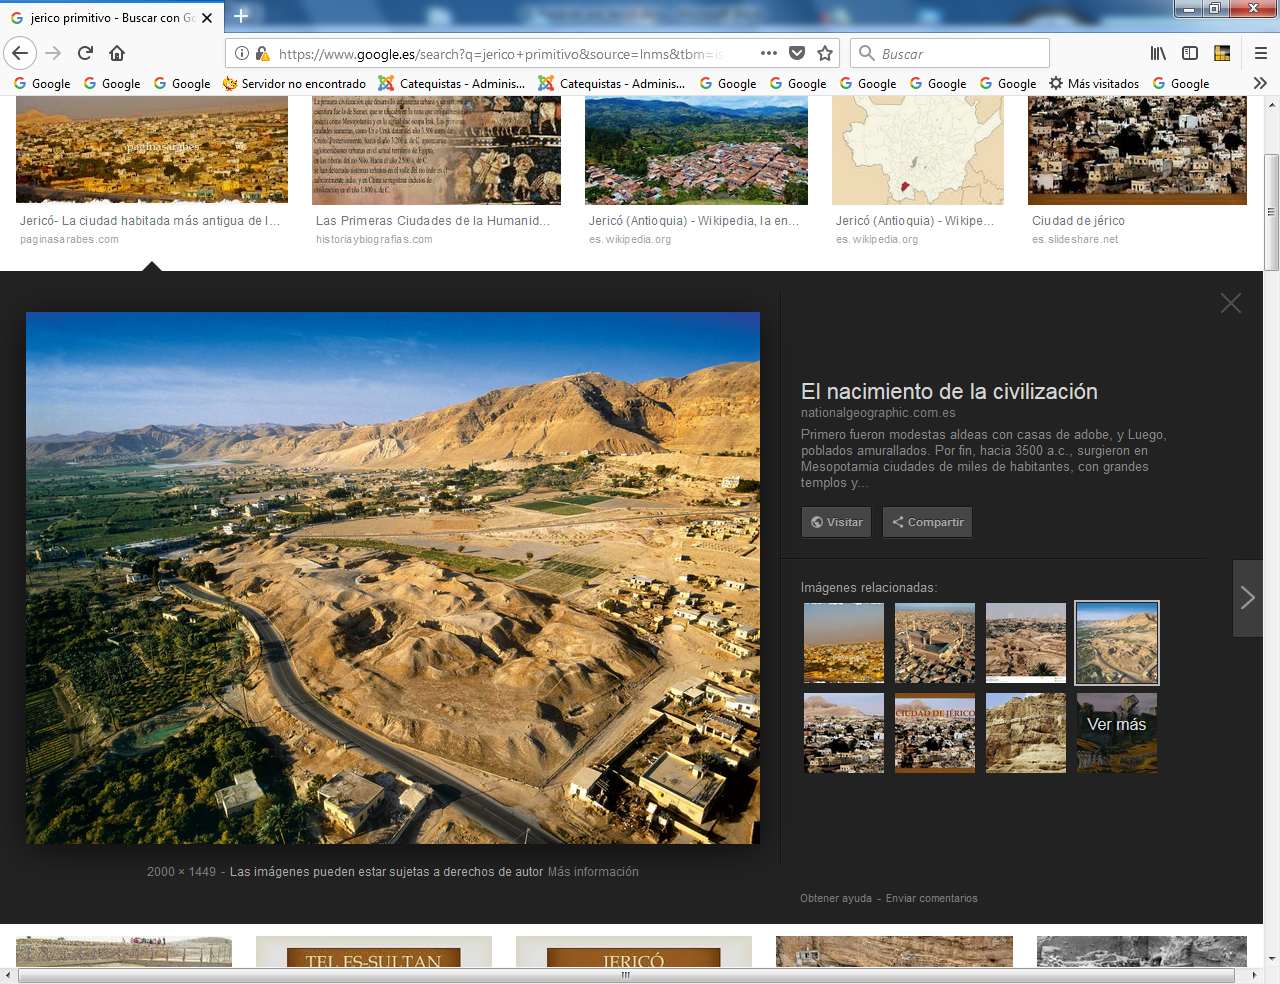 jerico primitivo - Buscar con Go
https://www.google.es/search?q=jerico+primitivo&source=lnms&tbm=is
Buscar
Google
Google
Google
Servidor no encontrado
Catequistas - Adminis...
Catequistas - Adminis...
Google
Google
Google
Google
Google
Más visitados
Google
paginasarabes
Jericó- La ciudad habitada más antigua de l...
paginasarabes.com
Las Primeras Ciudades de la Humanid...
historiaybiografias.com
Jericó (Antioquia) - Wikipedia, la en...
es.wikipedia.org
Jericó (Antioquia) - Wikipe...
es.wikipedia.org
Ciudad de jérico
es.slideshare.net
El nacimiento de la civilización
nationalgeographic.com.es
Primero fueron modestas aldeas con casas de adobe, y Luego,
poblados amurallados. Por fin, hacia 3500 a.c., surgieron en
Mesopotamia ciudades de miles de habitantes, con grandes
templos y...
Visitar
Compartir
Imágenes relacionadas:
CIUDAD DE JÉRICO
Ver más
2000 × 1449 - Las imágenes pueden estar sujetas a derechos de autor Más información
Obtener ayuda - Enviar comentarios
TEL ES-SULTAN
JERICÓ